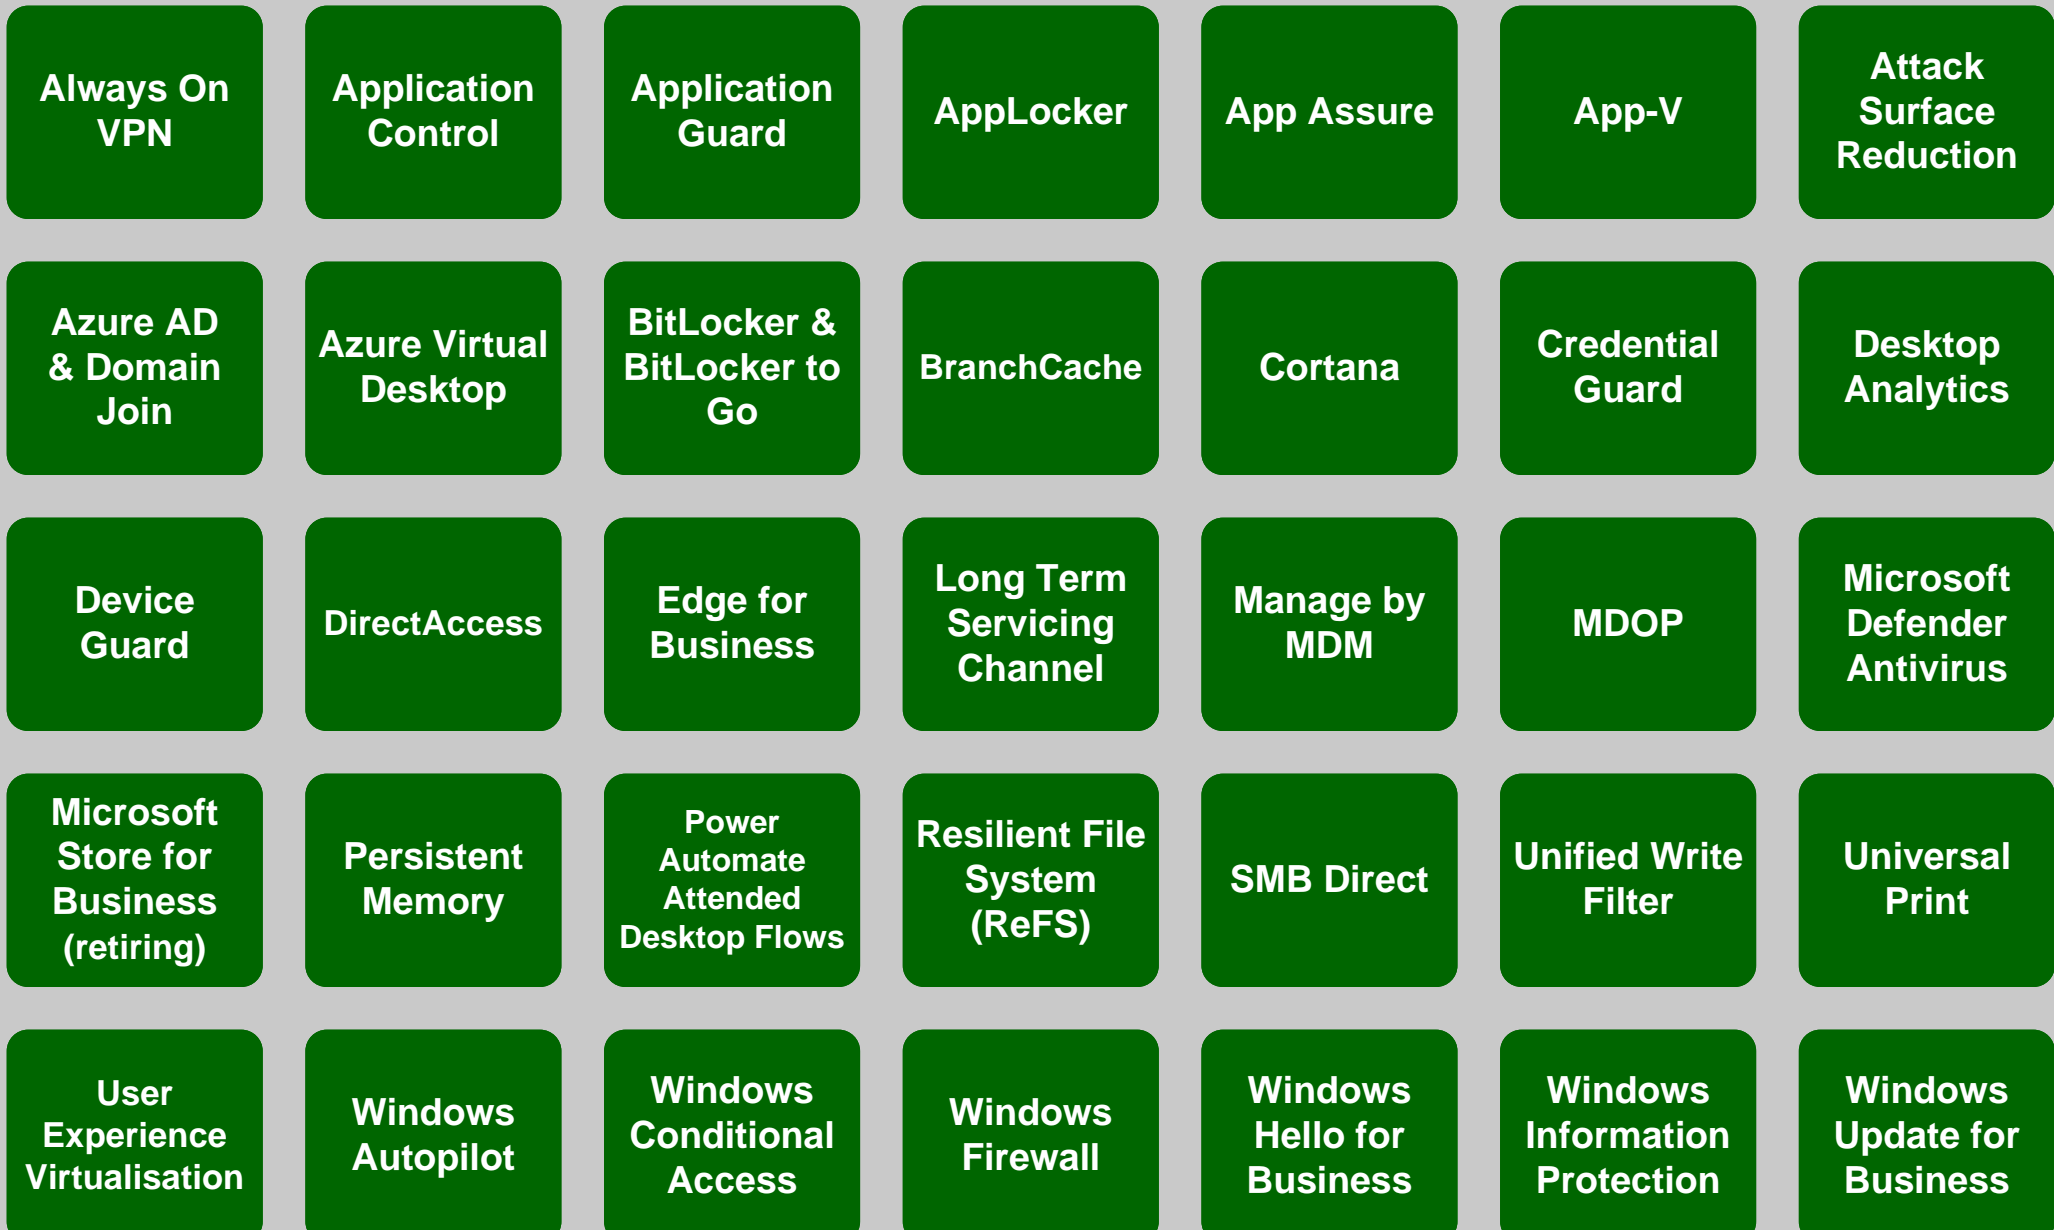 Always On
VPN
Application
Control
Application
Guard
AppLocker
App Assure
App-V
Attack
Surface
Reduction
Azure AD
& Domain
Join
Azure Virtual
Desktop
BitLocker &
BitLocker to
Go
BranchCache
Cortana
Credential
Guard
Desktop
Analytics
Device
Guard
DirectAccess
Edge for
Business
Long Term
Servicing
Channel
Manage by
MDM
MDOP
Microsoft
Defender
Antivirus
Microsoft
Store for
Business
(retiring)
Persistent
Memory
Power
Automate
Attended
Desktop Flows
Resilient File
System
(ReFS)
SMB Direct
Unified Write
Filter
Universal
Print
User
Experience
Virtualisation
Windows
Autopilot
Windows
Conditional
Access
Windows
Firewall
Windows
Hello for
Business
Windows
Information
Protection
Windows
Update for
Business